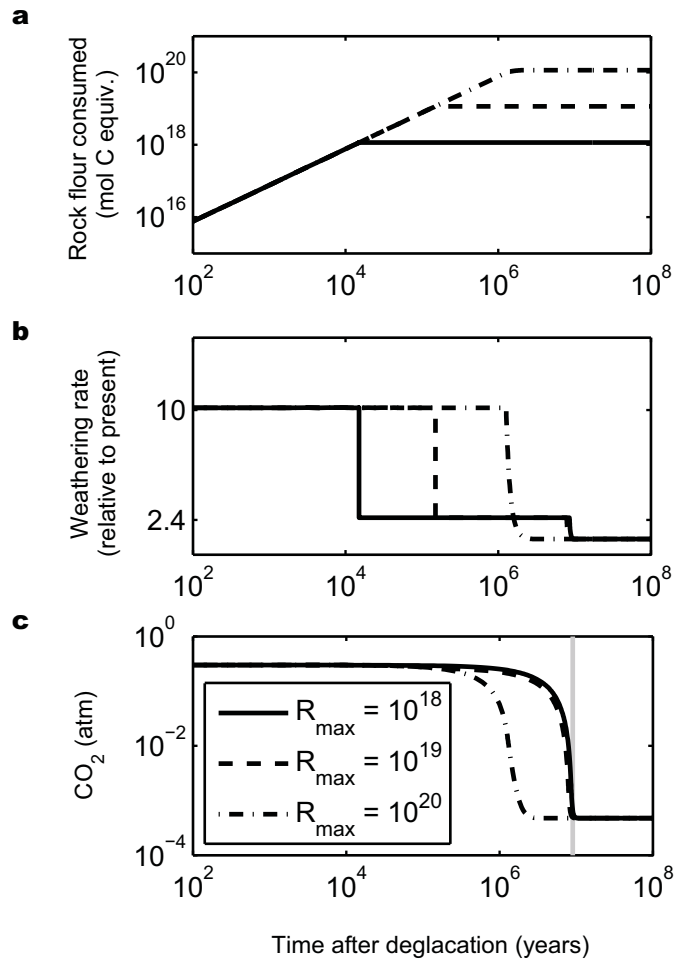 a
Rock flour consumed
(mol C equiv.)
10^20
10^18
10^16
10^2 10^4 10^6 10^8
b
Weathering rate
(relative to present)
10
2.4
10^2 10^4 10^6 10^8
c
CO_2 (atm)
10^0
10^−2
10^−4
R_max = 10^18
R_max = 10^19
R_max = 10^20
10^2 10^4 10^6 10^8
Time after deglacation (years)